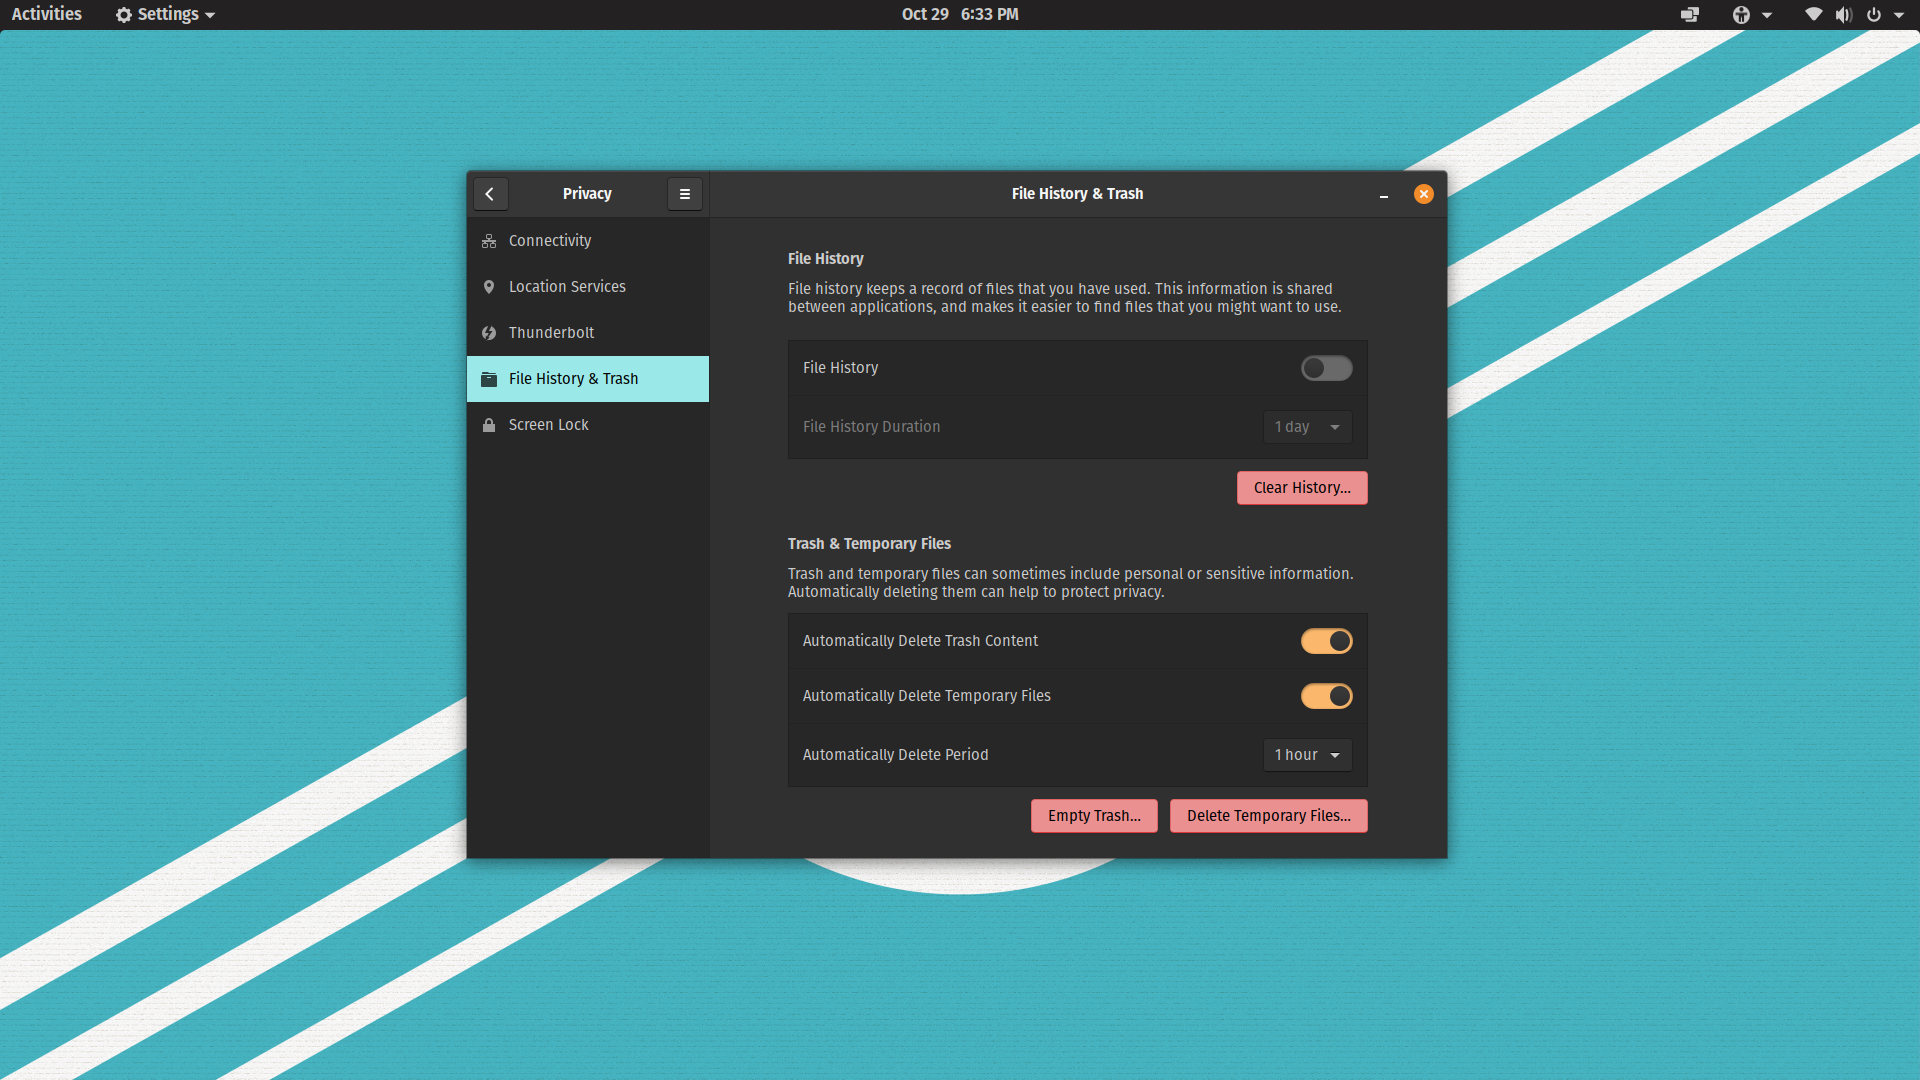 Activities
Settings
Oct 29 6:33 PM
Privacy
File History & Trash
Connectivity
Location Services
Thunderbolt
File History & Trash
Screen Lock
File History
File history keeps a record of files that you have used. This information is shared
between applications, and makes it easier to find files that you might want to use.
File History
File History Duration
1 day
Clear History...
Trash & Temporary Files
Trash and temporary files can sometimes include personal or sensitive information.
Automatically deleting them can help to protect privacy.
Automatically Delete Trash Content
Automatically Delete Temporary Files
Automatically Delete Period
1 hour
Empty Trash...
Delete Temporary Files...